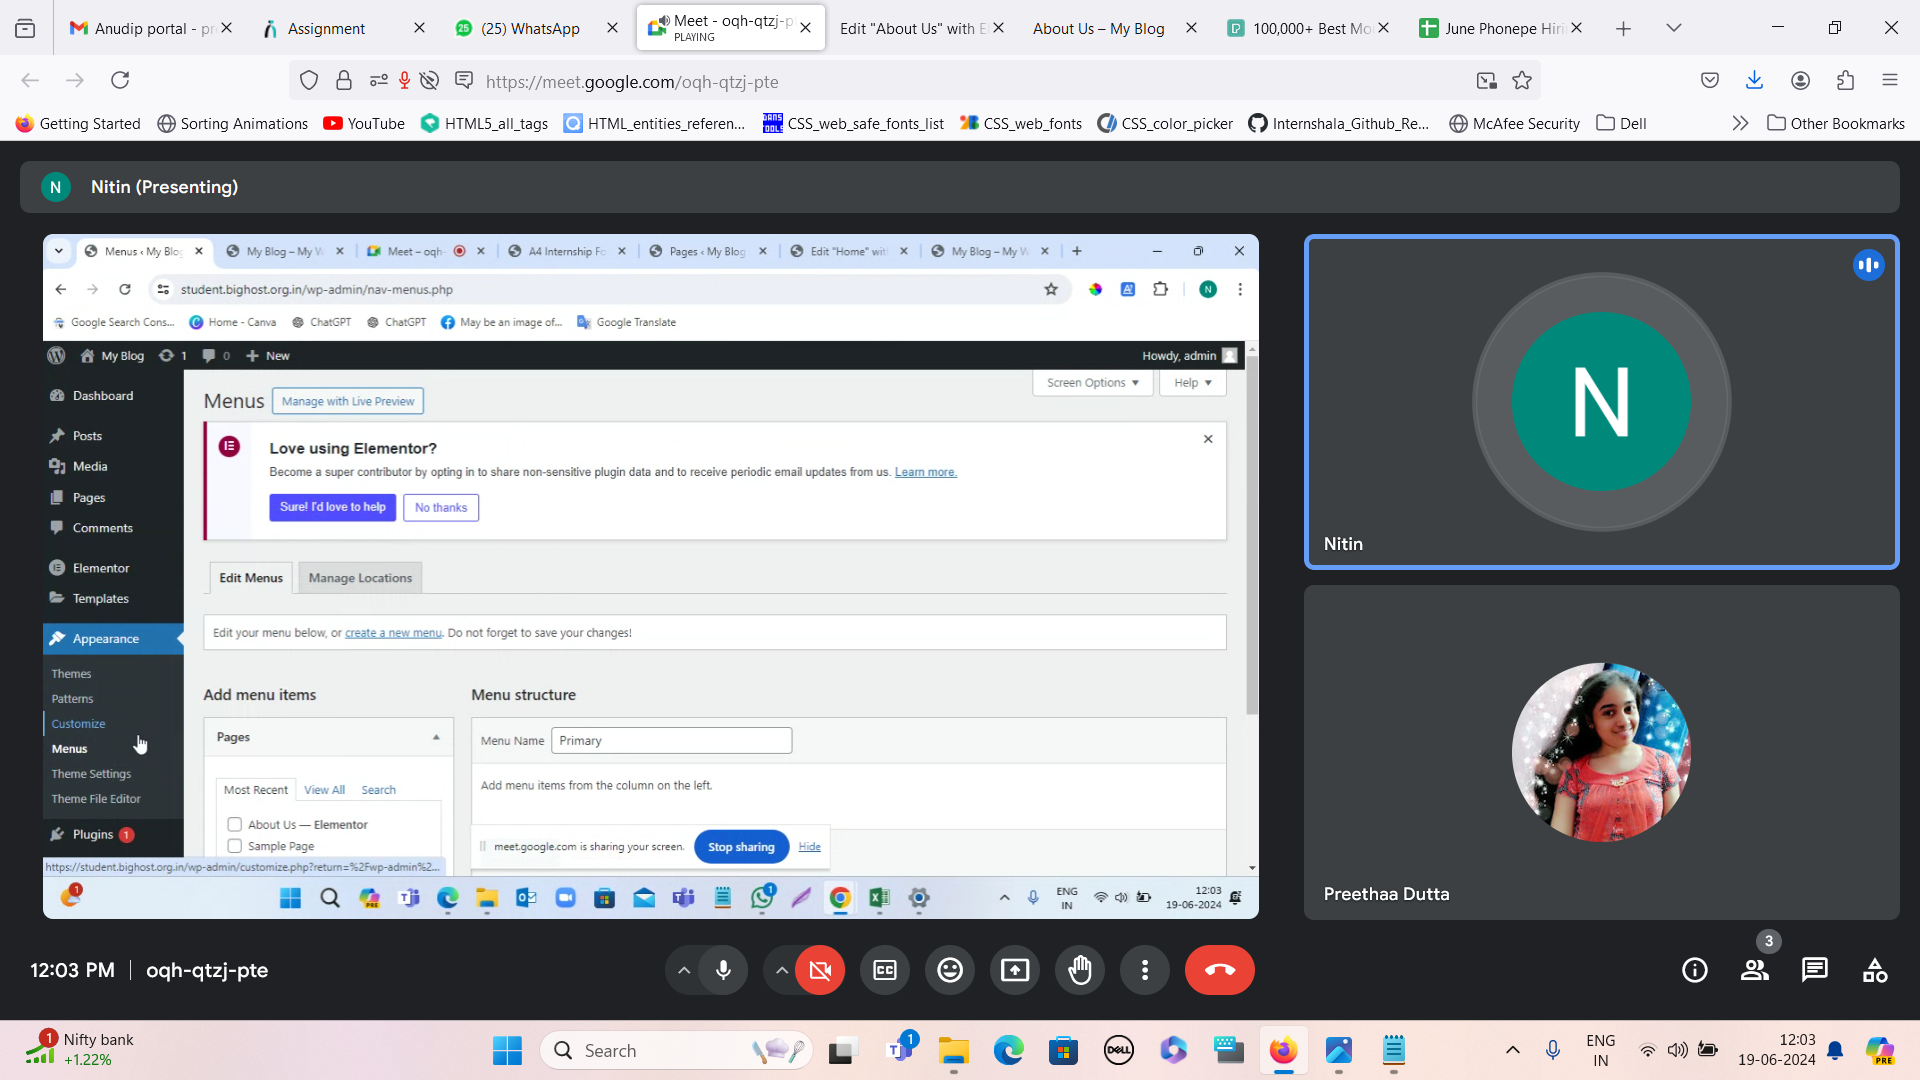 Anudip portal - pr
Assignment
25
(25) WhatsApp
Meet - oqh-qtzj-p
PLAYING
Edit "About Us" with E
About Us – My Blog
100,000+ Best Mo
June Phonepe Hiri
https://meet.google.com/oqh-qtzj-pte
Getting Started
Sorting Animations
YouTube
HTML5_all_tags
HTML_entities_referen...
CSS_web_safe_fonts_list
CSS_web_fonts
CSS_color_picker
Internshala_Github_Re...
McAfee Security
Dell
Other Bookmarks
N Nitin (Presenting)
Menus ‹ My Blog
My Blog – My W
Meet – oqh-
A4 Internship Fo
Pages ‹ My Blog
Edit "Home" wit
My Blog – My W
student.bighost.org.in/wp-admin/nav-menus.php
N
Google Search Cons...
Home - Canva
ChatGPT
ChatGPT
May be an image of...
Google Translate
My Blog 1 0 New
Howdy, admin
Dashboard
Posts
Media
Pages
Comments
Elementor
Templates
Appearance
Themes
Patterns
Customize
Menus
Theme Settings
Theme File Editor
Plugins 1
https://student.bighost.org.in/wp-admin/customize.php?return=%2Fwp-admin%2...
Screen Options
Help
Menus Manage with Live Preview
Love using Elementor?
Become a super contributor by opting in to share non-sensitive plugin data and to receive periodic email updates from us. Learn more.
Sure! I'd love to help
No thanks
Edit Menus
Manage Locations
Edit your menu below, or create a new menu. Do not forget to save your changes!
Add menu items
Menu structure
Pages
Menu Name Primary
Most Recent View All Search
Add menu items from the column on the left.
About Us — Elementor
Sample Page
meet.google.com is sharing your screen. Stop sharing Hide
1
PRE
1
ENG
IN
12:03
19-06-2024
N
Nitin
Preethaa Dutta
12:03 PM oqh-qtzj-pte
3
1
Nifty bank
+1.22%
Search
1
DELL
ENG
IN
12:03
19-06-2024
PRE